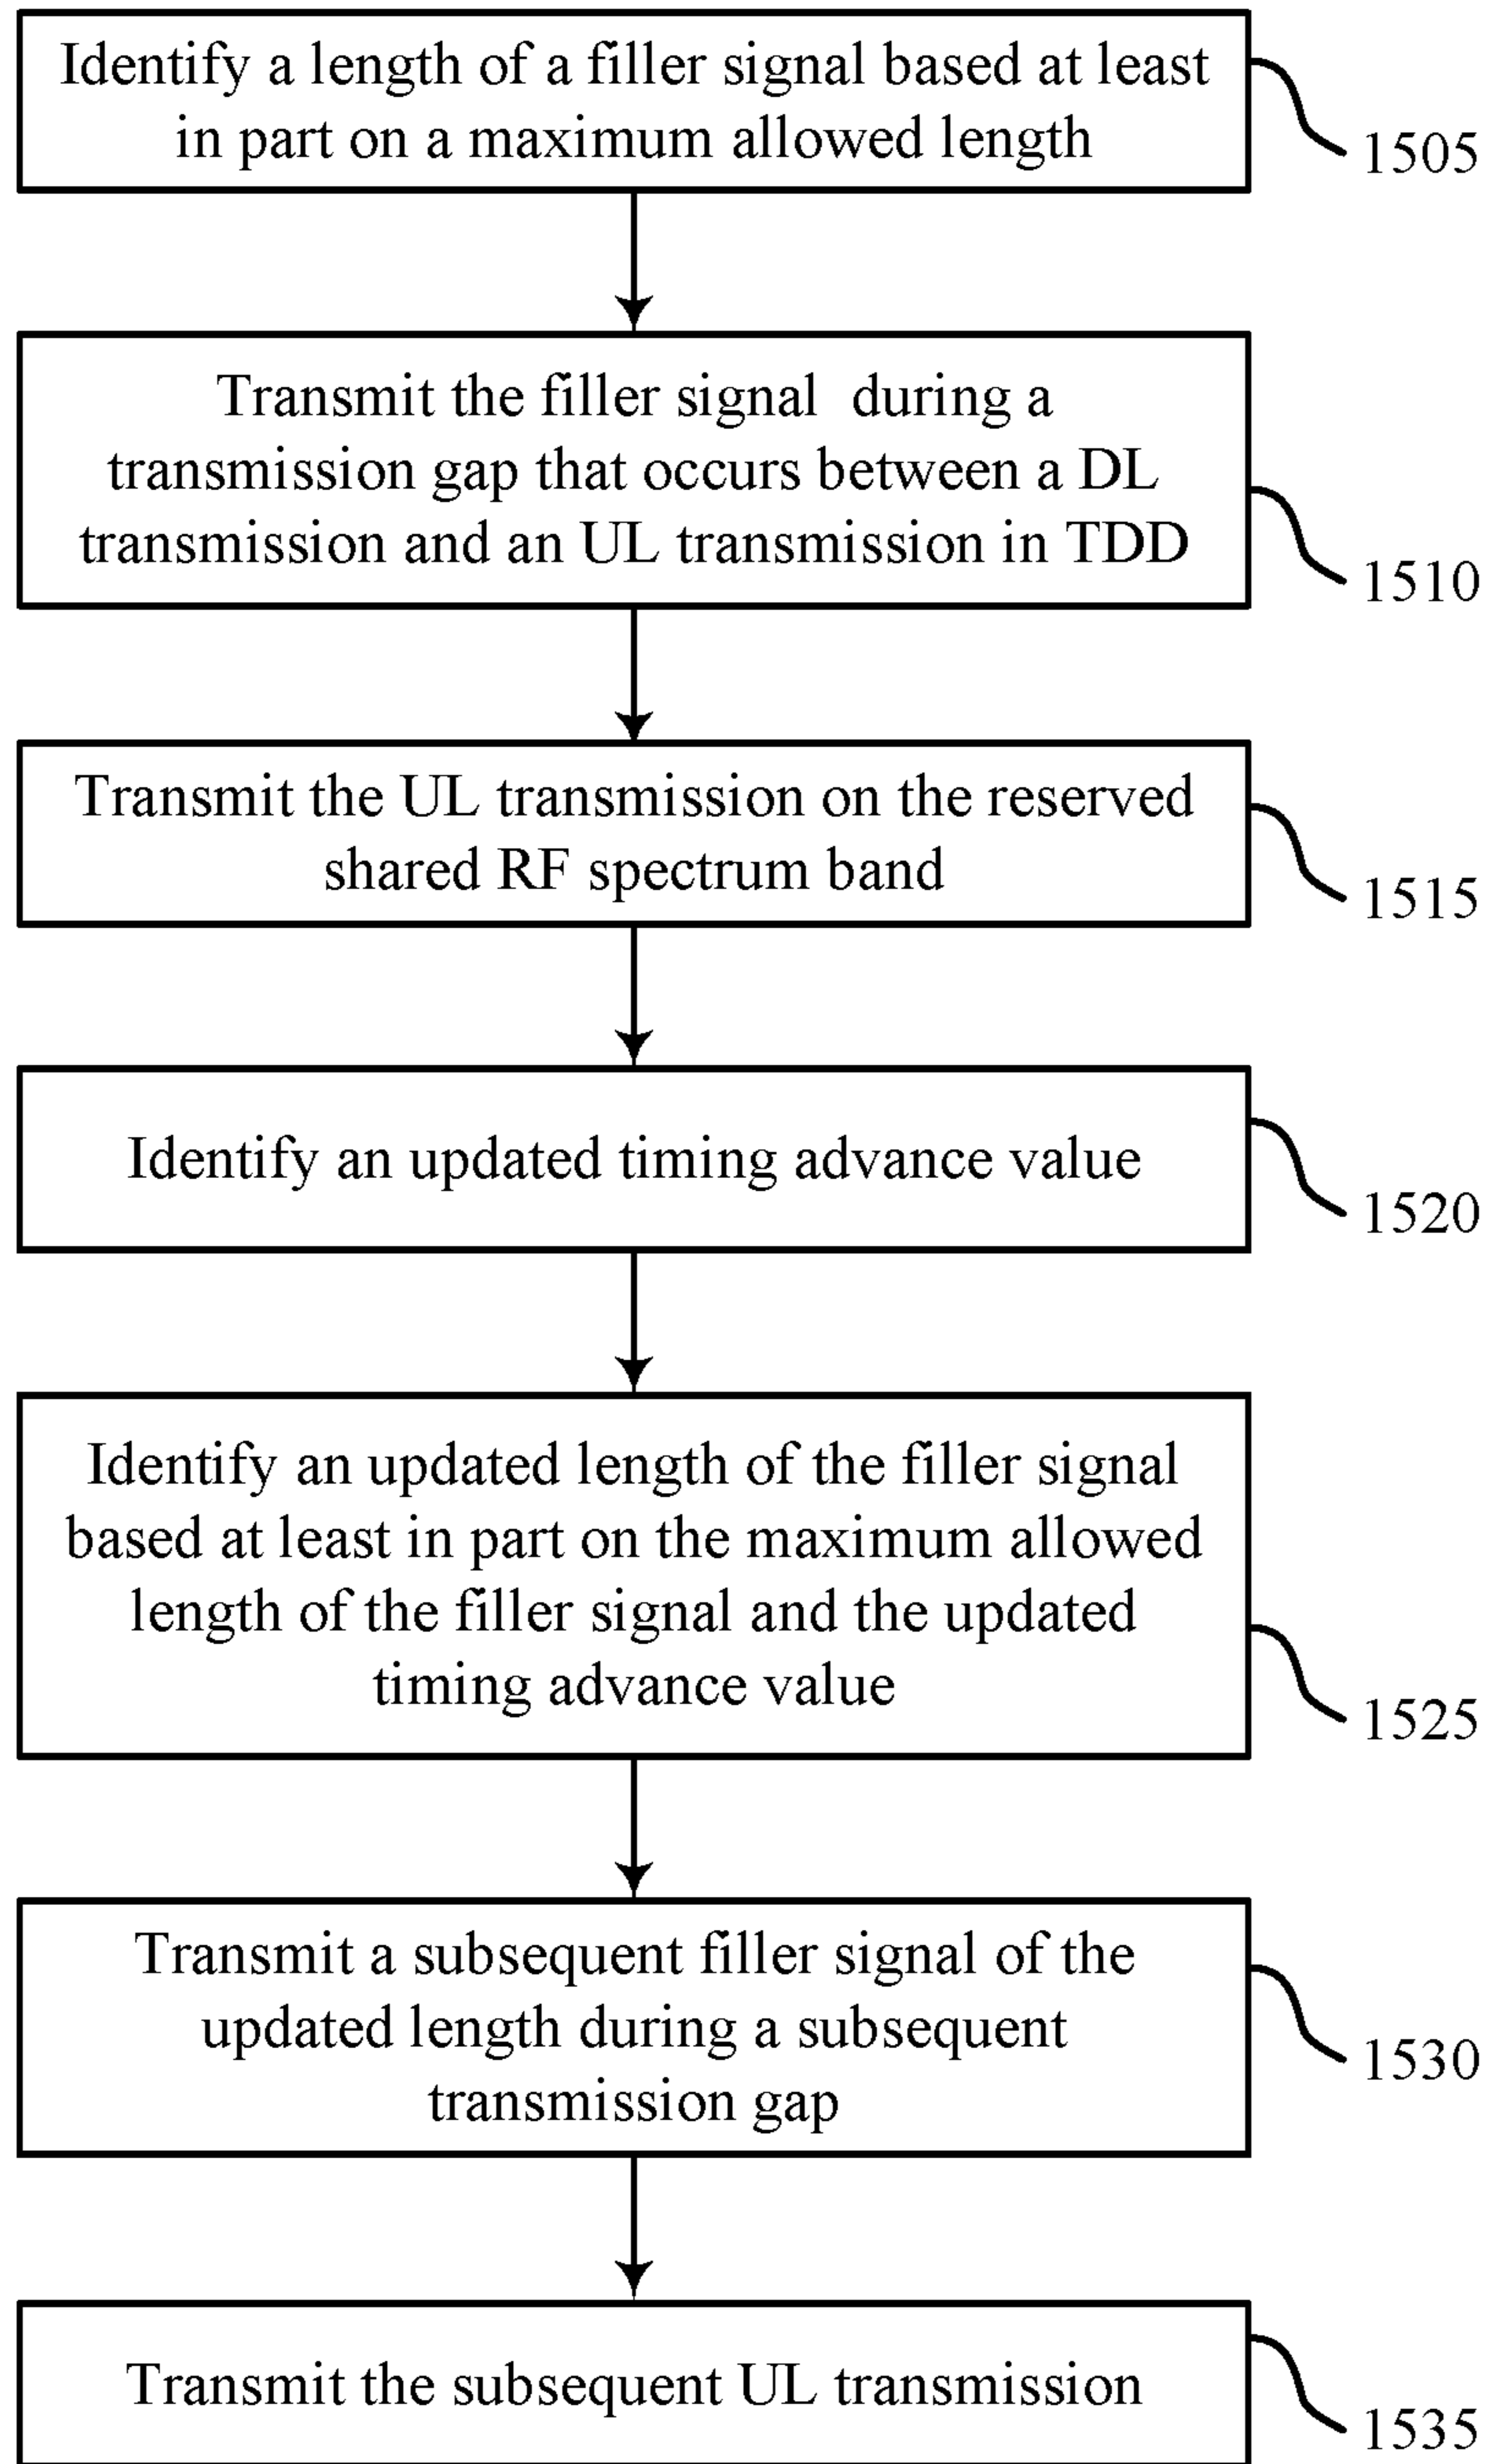 Identify a length of a filler signal based at least
in part on a maximum allowed length
1505
Transmit the filler signal during a
transmission gap that occurs between a DL
transmission and an UL transmission in TDD
1510
Transmit the UL transmission on the reserved
shared RF spectrum band
1515
Identify an updated timing advance value
1520
Identify an updated length of the filler signal
based at least in part on the maximum allowed
length of the filler signal and the updated
timing advance value
1525
Transmit a subsequent filler signal of the
updated length during a subsequent
transmission gap
1530
Transmit the subsequent UL transmission
1535